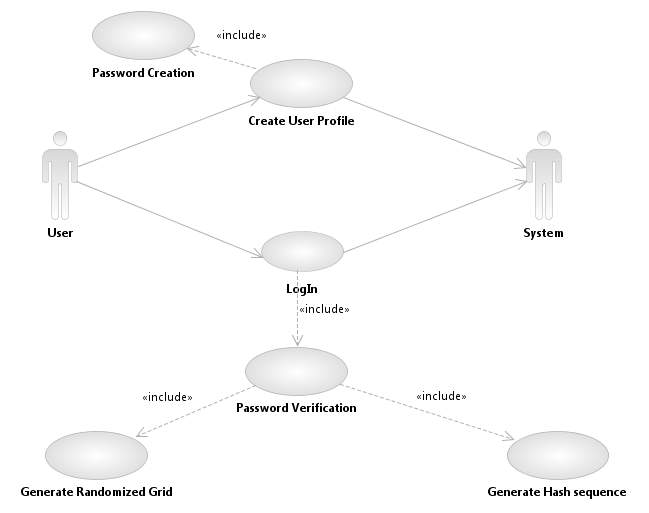 «include»
Password Creation
Create User Profile
User
System
LogIn
«include»
Password Verification
«include»
«include»
Generate Randomized Grid
Generate Hash sequence